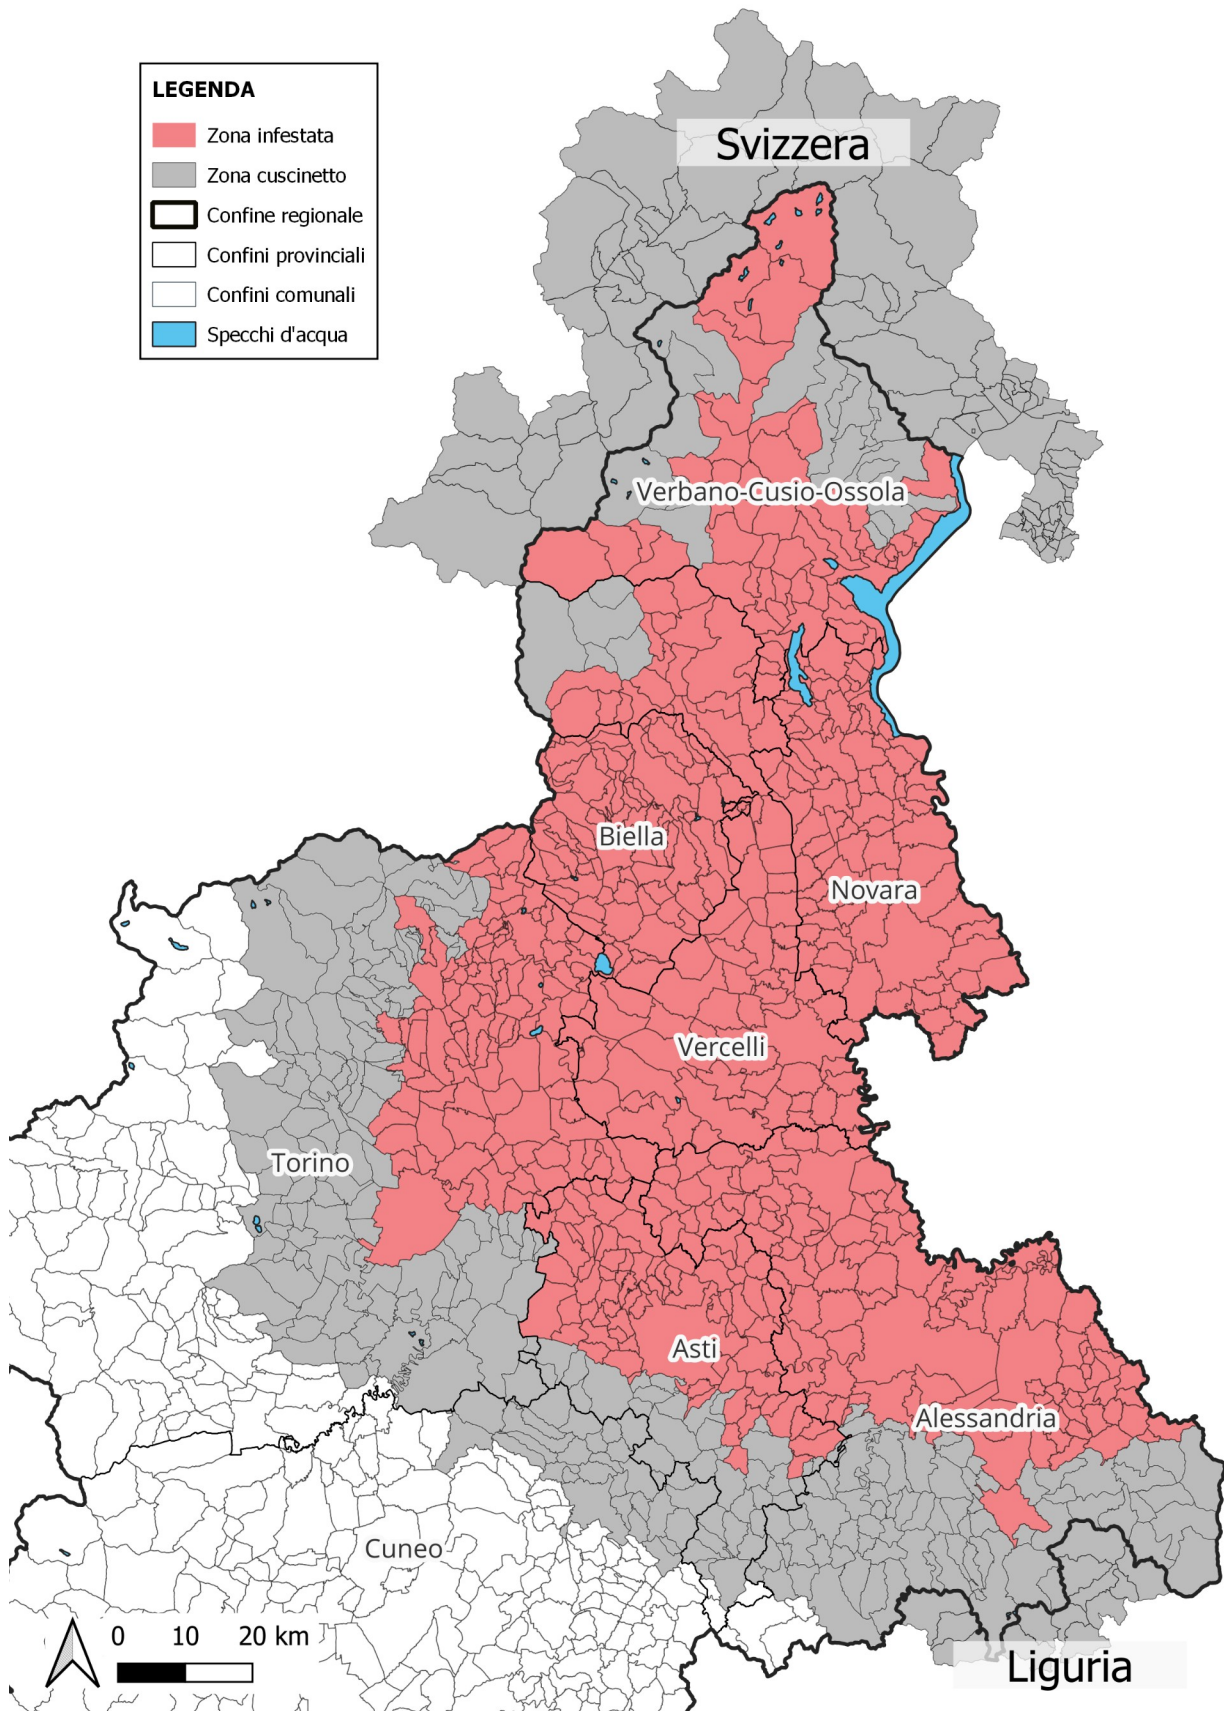 LEGENDA
Zona infestata
Zona cuscinetto
Confine regionale
Confini provinciali
Confini comunali
Specchi d'acqua
Svizzera
Verbano-Cusio-Ossola
Biella
Novara
Vercelli
Torino
Asti
Alessandria
Cuneo
0 10 20 km
Liguria